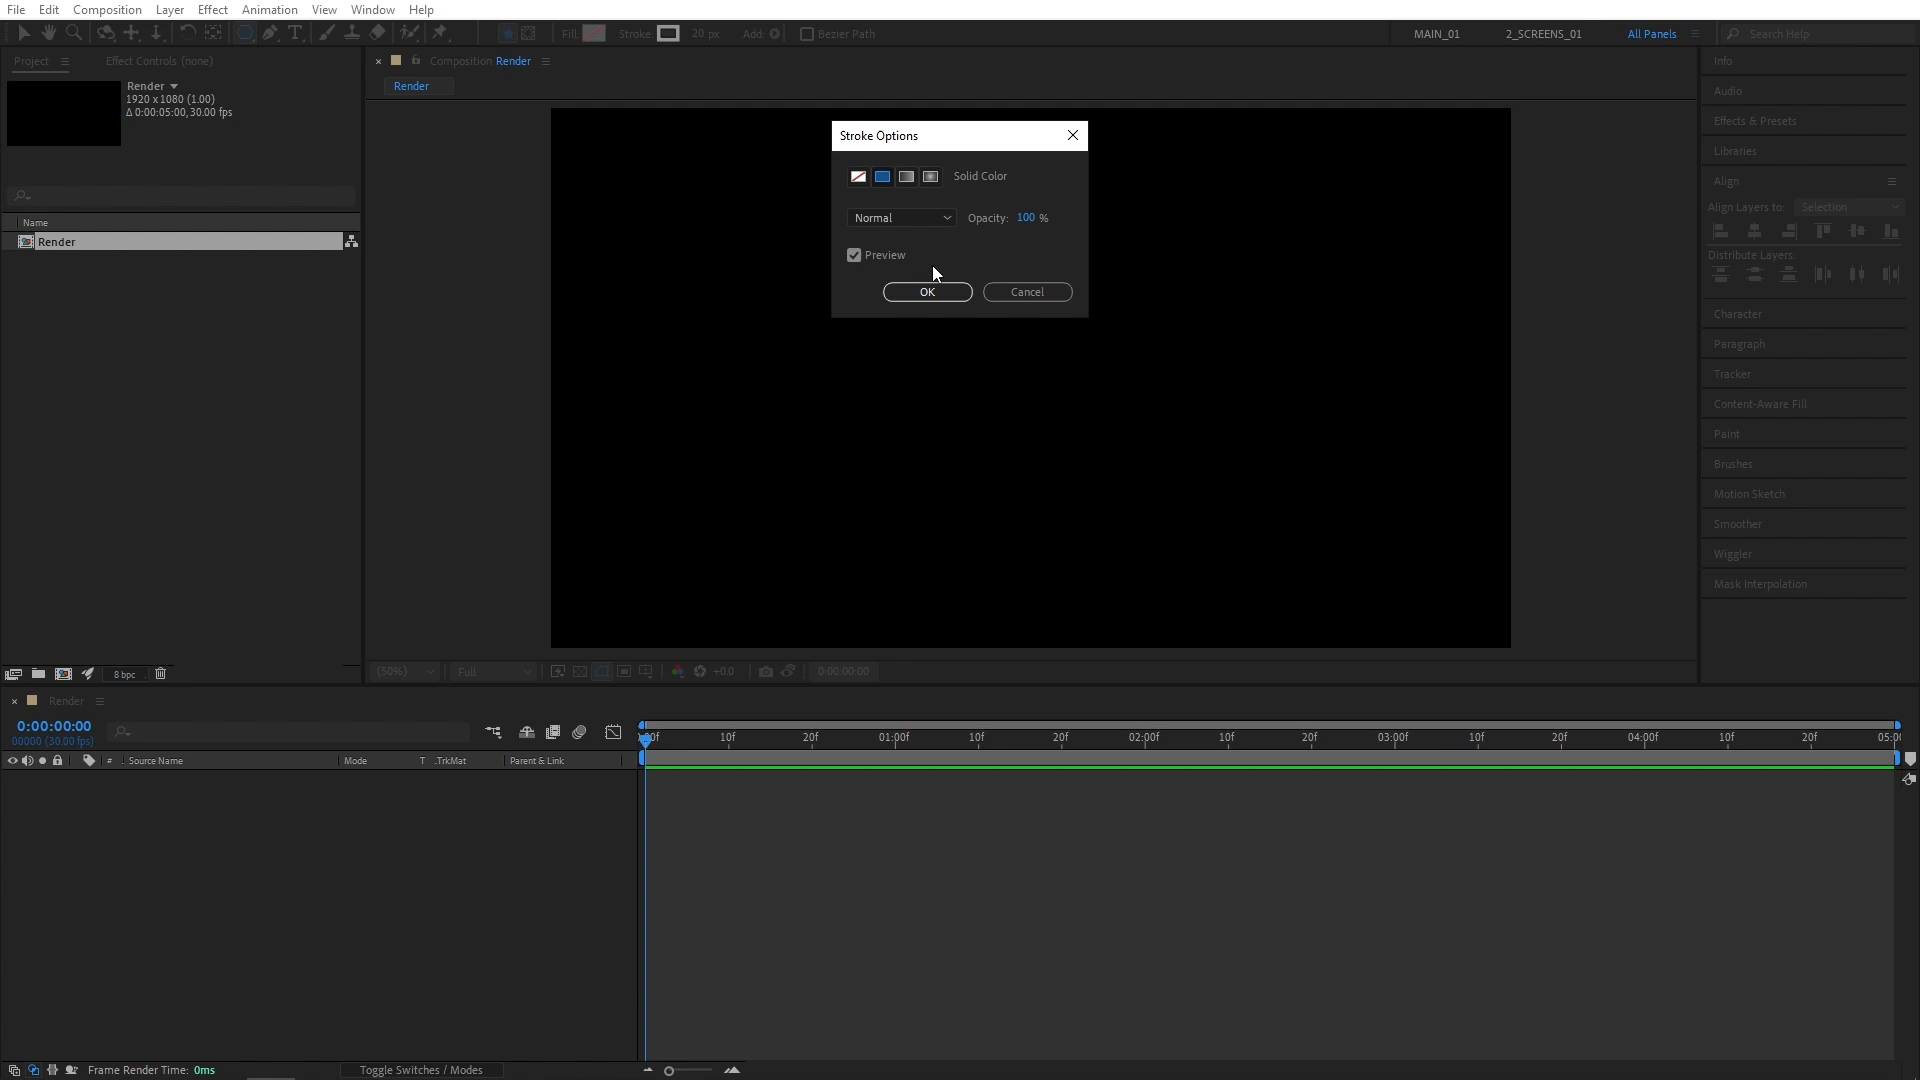 File Edit Composition Layer Effect Animation View Window Help
Fill: Stroke: 20 px Add: Bezier Path MAIN_01 2_SCREENS_01 All Panels Search Help
Project Effect Controls (none)
Composition Render
Render
Render
1920 x 1080 (1.00)
Δ 0:00:05:00, 30.00 fps
Name
Render
Stroke Options
Solid Color
Normal Opacity: 100 %
Preview
OK Cancel
Info
Audio
Effects & Presets
Libraries
Align
Align Layers to: Selection
Distribute Layers:
Character
Paragraph
Tracker
Content-Aware Fill
Paint
Brushes
Motion Sketch
Smoother
Wiggler
Mask Interpolation
8 bpc
(50%) Full +0.0 0:00:00:00
Render
0:00:00:00
00000 (30.00 fps)
10f 20f 01:00f 10f 20f 02:00f 10f 20f 03:00f 10f 20f 04:00f 10f 20f
# Source Name Mode T .TrkMat Parent & Link
Frame Render Time: 0ms Toggle Switches / Modes